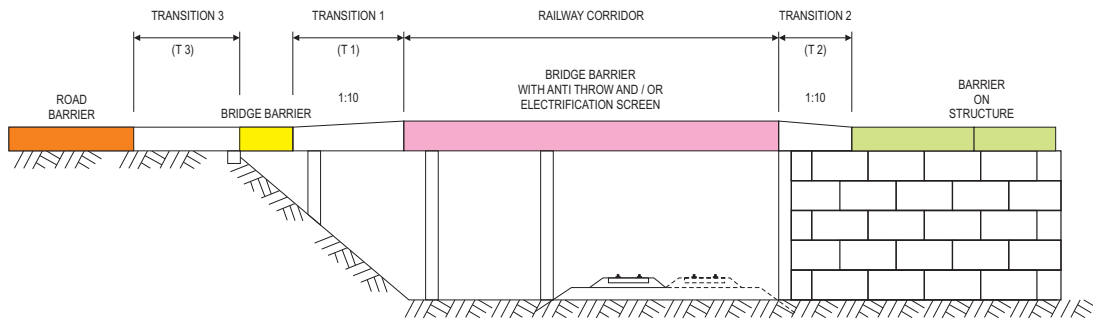 TRANSITION 3
TRANSITION 1
RAILWAY CORRIDOR
TRANSITION 2
(T 3)
(T 1)
(T 2)
ROAD
BARRIER
BRIDGE BARRIER
1:10
BRIDGE BARRIER
WITH ANTI THROW AND / OR
ELECTRIFICATION SCREEN
1:10
BARRIER
ON
STRUCTURE